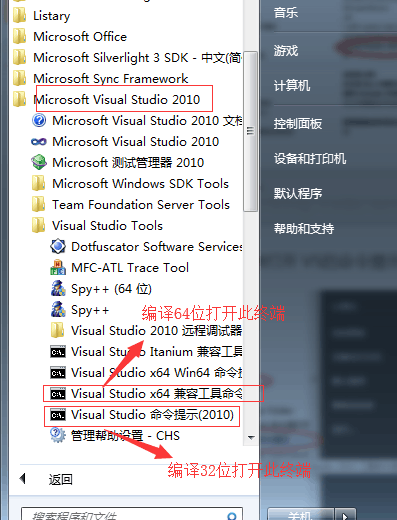 Listary
Microsoft Office
Microsoft Silverlight 3 SDK - 中文(简
Microsoft Sync Framework
Microsoft Visual Studio 2010
Microsoft Visual Studio 2010 文档
Microsoft Visual Studio 2010
Microsoft 测试管理器 2010
Microsoft Windows SDK Tools
Team Foundation Server Tools
Visual Studio Tools
Dotfuscator Software Services
MFC-ATL Trace Tool
Spy++ (64 位)
Spy++
编译64位打开此终端
Visual Studio 2010 远程调试器
Visual Studio Itanium 兼容工具
Visual Studio x64 Win64 命令提
Visual Studio x64 兼容工具命令
Visual Studio 命令提示(2010)
管理帮助设置 - CHS
编译32位打开此终端
返回
搜索程序和文件
音乐
游戏
计算机
控制面板
设备和打印机
默认程序
帮助和支持
关机